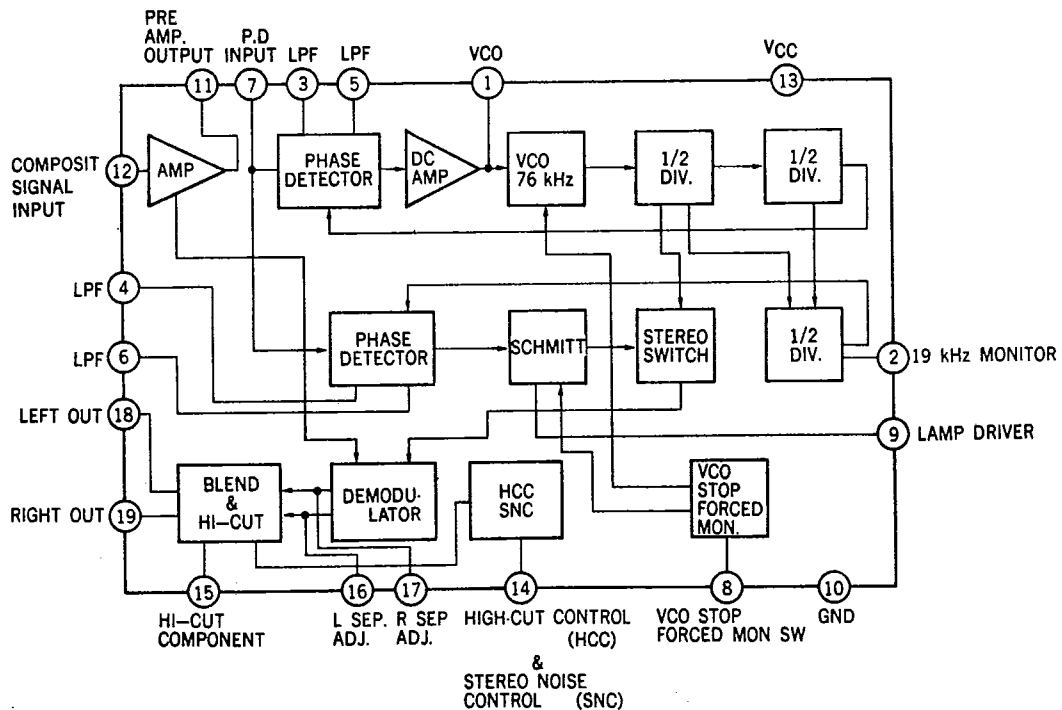 PRE
AMP.
OUTPUT
P.D
INPUT
LPF
LPF
VCO
VCC
11
7
3
5
1
13
COMPOSIT
SIGNAL
INPUT
12
AMP
PHASE
DETECTOR
DC
AMP
VCO
76 kHz
1/2
DIV.
1/2
DIV.
LPF
4
LPF
6
PHASE
DETECTOR
SCHMITT
STEREO
SWITCH
1/2
DIV.
2
19 kHz MONITOR
LEFT OUT
18
9
LAMP DRIVER
RIGHT OUT
19
BLEND
&
HI–CUT
DEMODU-
LATOR
HCC
SNC
VCO
STOP
FORCED
MON.
15
16
17
14
8
10
HI–CUT
COMPONENT
L SEP.
ADJ.
R SEP
ADJ.
HIGH-CUT CONTROL
(HCC)
&
STEREO NOISE
CONTROL (SNC)
VCO STOP
FORCED MON SW
GND